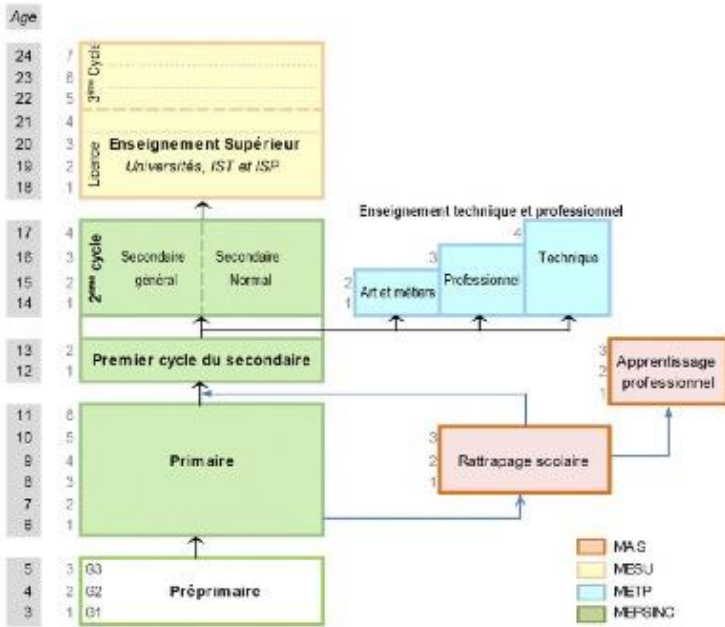 Age
24 7
23 6
22 5
3ème Cycle
21 4
20 3
19 2
18 1
Licence
Enseignement Supérieur
Universités, IST et ISP
Enseignement technique et professionnel
17 4
16 3
15 2
14 1
2ème cycle
Secondaire
général
Secondaire
Normal
2
1
Art et métiers
3
Professionnel
4
Technique
13 2
12 1
Premier cycle du secondaire
3
2
1
Apprentissage
professionnel
11 6
10 5
9 4
8 3
7 2
6 1
Primaire
3
2
1
Rattrapage scolaire
5 3 G3
4 2 G2
3 1 G1
Préprimaire
MAS
MESU
METP
MEPSINC